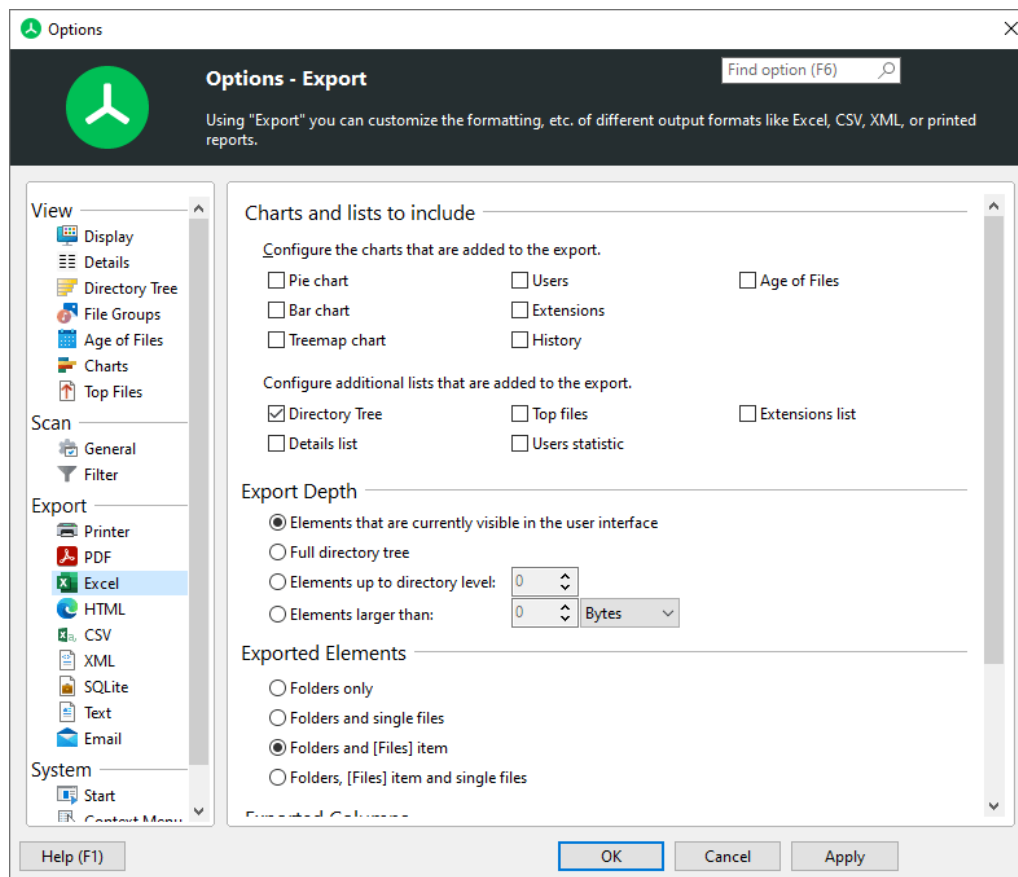 Options
Options - Export
Find option (F6)
Using "Export" you can customize the formatting, etc. of different output formats like Excel, CSV, XML, or printed
reports.
View
Display
Details
Directory Tree
File Groups
Age of Files
Charts
Top Files
Scan
General
Filter
Export
Printer
PDF
Excel
HTML
CSV
XML
SQLite
Text
Email
System
Start
Context Menu
Charts and lists to include
Configure the charts that are added to the export.
Pie chart Users Age of Files
Bar chart Extensions
Treemap chart History
Configure additional lists that are added to the export.
Directory Tree Top files Extensions list
Details list Users statistic
Export Depth
Elements that are currently visible in the user interface
Full directory tree
Elements up to directory level: 0
Elements larger than: 0 Bytes
Exported Elements
Folders only
Folders and single files
Folders and [Files] item
Folders, [Files] item and single files
Exported Columns
Help (F1) OK Cancel Apply